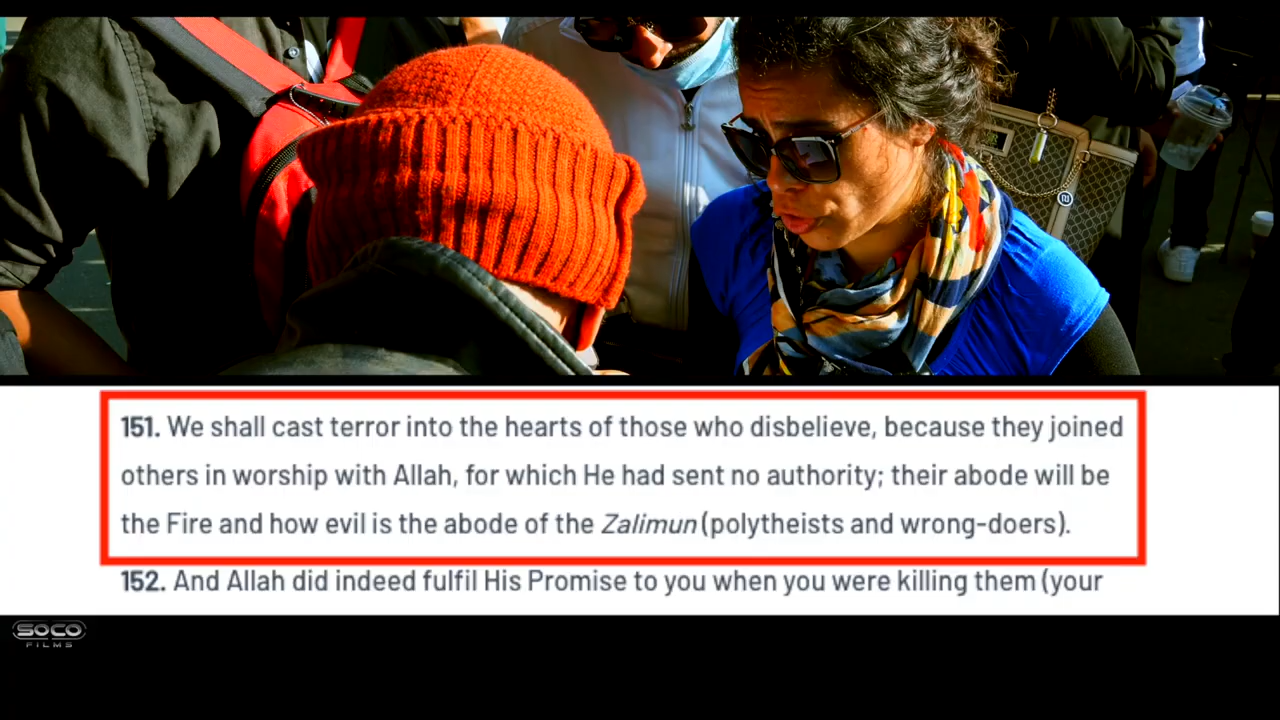 151. We shall cast terror into the hearts of those who disbelieve, because they joined
others in worship with Allah, for which He had sent no authority; their abode will be
the Fire and how evil is the abode of the Zalimun (polytheists and wrong-doers).
152. And Allah did indeed fulfil His Promise to you when you were killing them (your
SOCO
FILMS